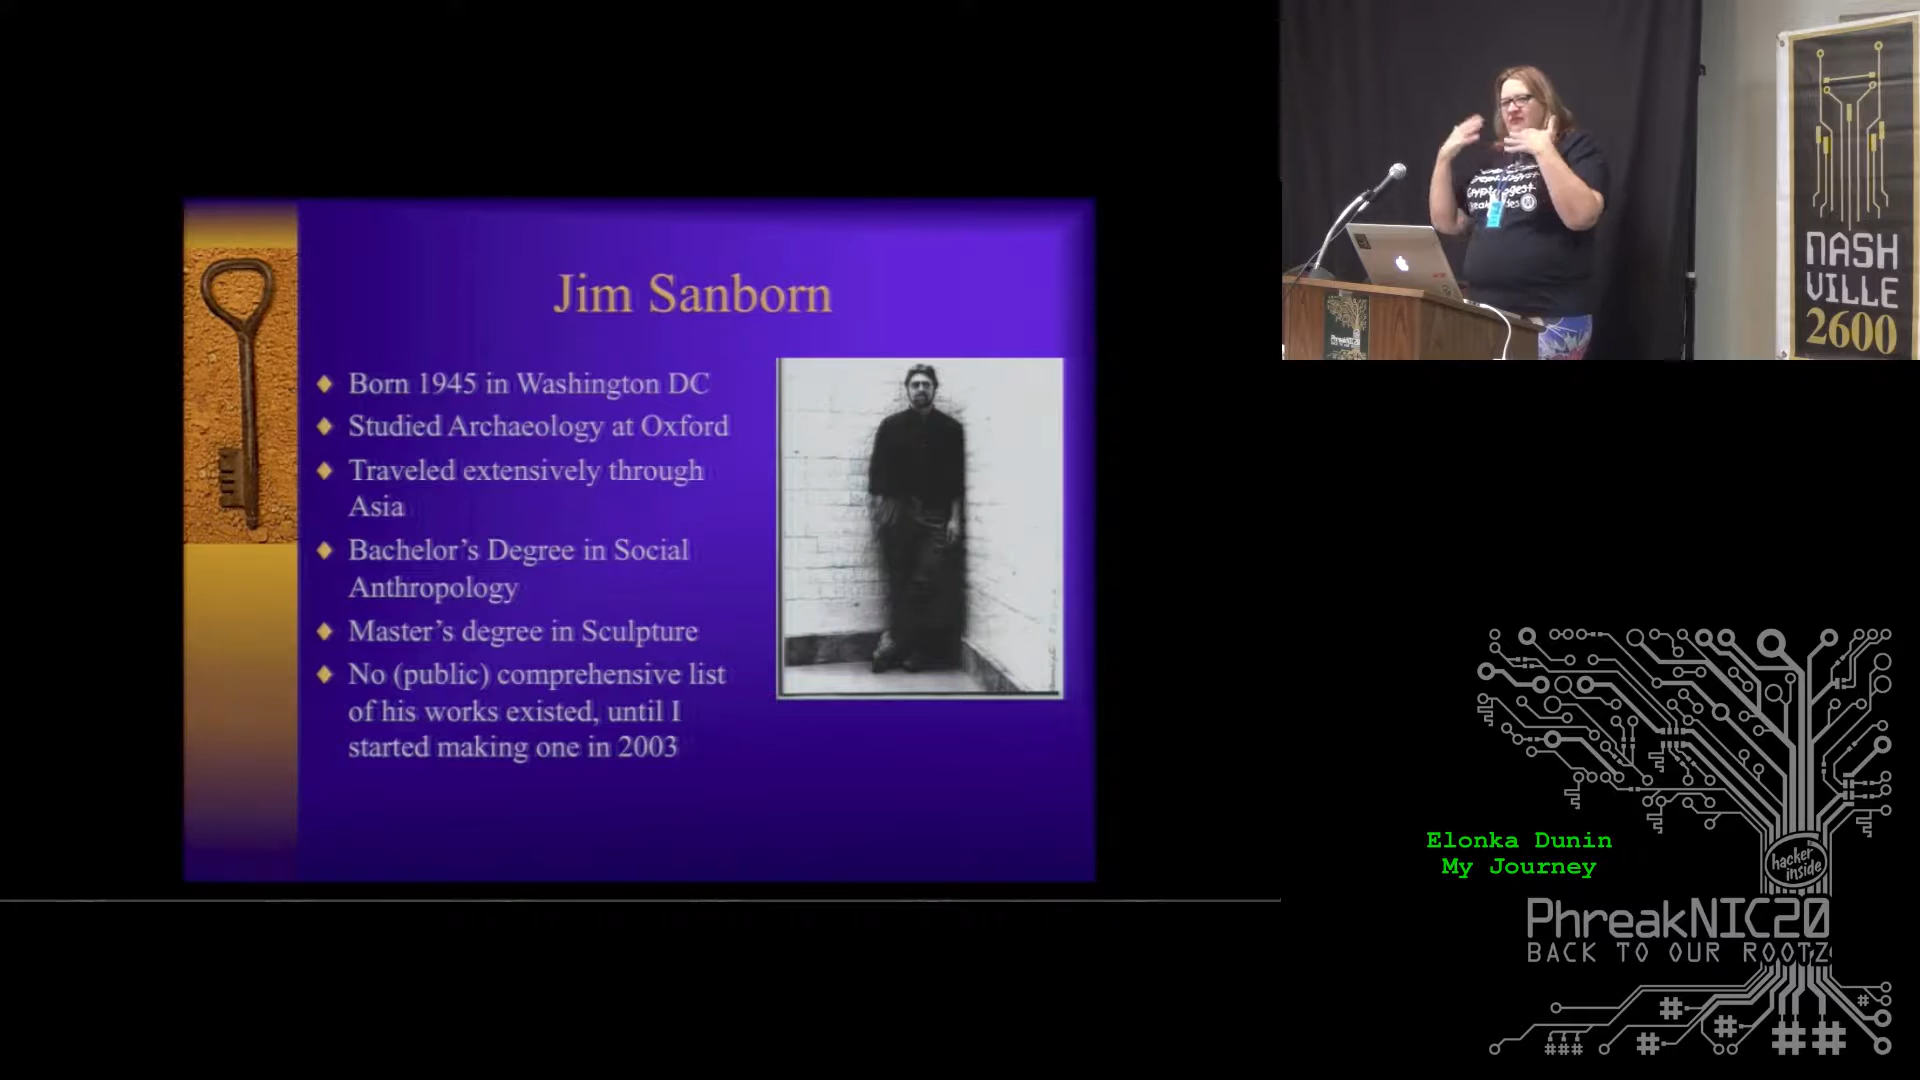 Jim Sanborn
Born 1945 in Washington DC
Studied Archaeology at Oxford
Traveled extensively through
Asia
Bachelor's Degree in Social
Anthropology
Master's degree in Sculpture
No (public) comprehensive list
of his works existed, until I
started making one in 2003
NASH
VILLE
2600
PhreakNIC20
Elonka Dunin
My Journey
hacker
inside
PhreakNIC20
BACK TO OUR ROOTZ
# # # ##
### # #